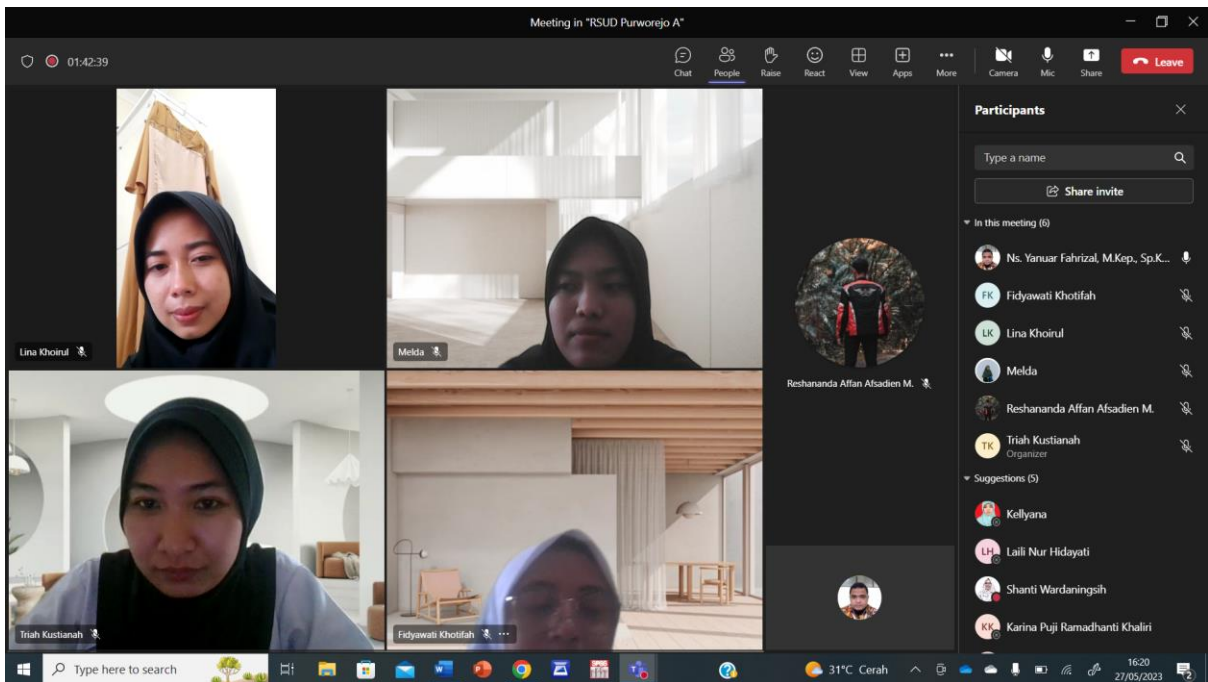 Meeting in "RSUD Purworejo A"
01:42:39
Chat
People
Raise
React
View
Apps
More
Camera
Mic
Share
Leave
Lina Khoirul
Melda
Reshananda Affan Afsadien M.
Triah Kustianah
Fidyawati Khotifah
Participants
Type a name
Share invite
In this meeting (6)
Ns. Yanuar Fahrizal, M.Kep., Sp.K...
FK Fidyawati Khotifah
LK Lina Khoirul
Melda
Reshananda Affan Afsadien M.
TK Triah Kustianah
Organizer
Suggestions (5)
Kellyana
LH Laili Nur Hidayati
Shanti Wardaningsih
KK Karina Puji Ramadhanti Khaliri
Type here to search
31°C Cerah
16:20
27/05/2023
2